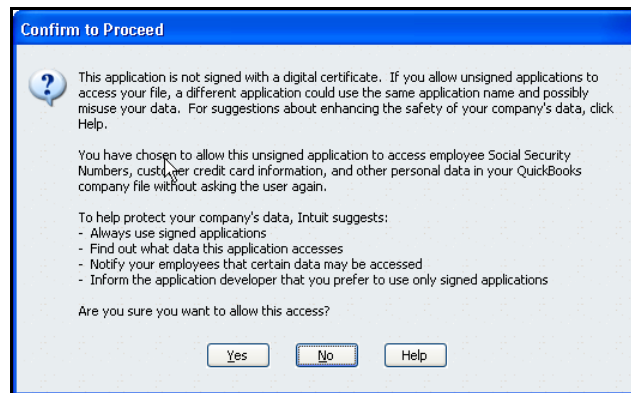 Confirm to Proceed
This application is not signed with a digital certificate. If you allow unsigned applications to
access your file, a different application could use the same application name and possibly
misuse your data. For suggestions about enhancing the safety of your company's data, click
Help.
You have chosen to allow this unsigned application to access employee Social Security
Numbers, customer credit card information, and other personal data in your QuickBooks
company file without asking the user again.
To help protect your company's data, Intuit suggests:
- Always use signed applications
- Find out what data this application accesses
- Notify your employees that certain data may be accessed
- Inform the application developer that you prefer to use only signed applications
Are you sure you want to allow this access?
Yes No Help